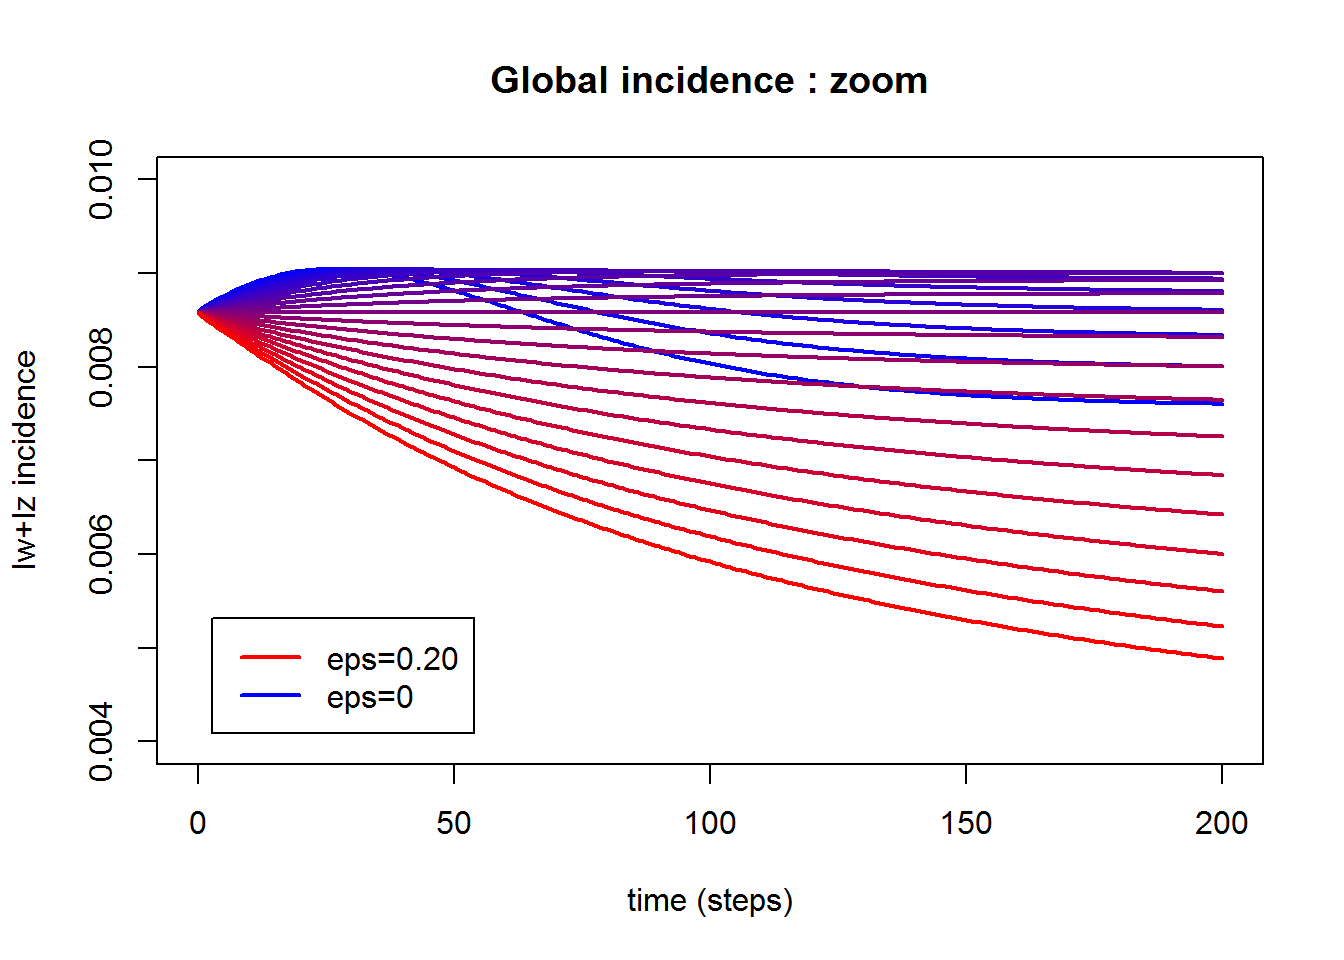 Global incidence : zoom
0.010
0.008
0.006
0.004
Iw+Iz incidence
eps=0.20
eps=0
0 50 100 150 200
time (steps)